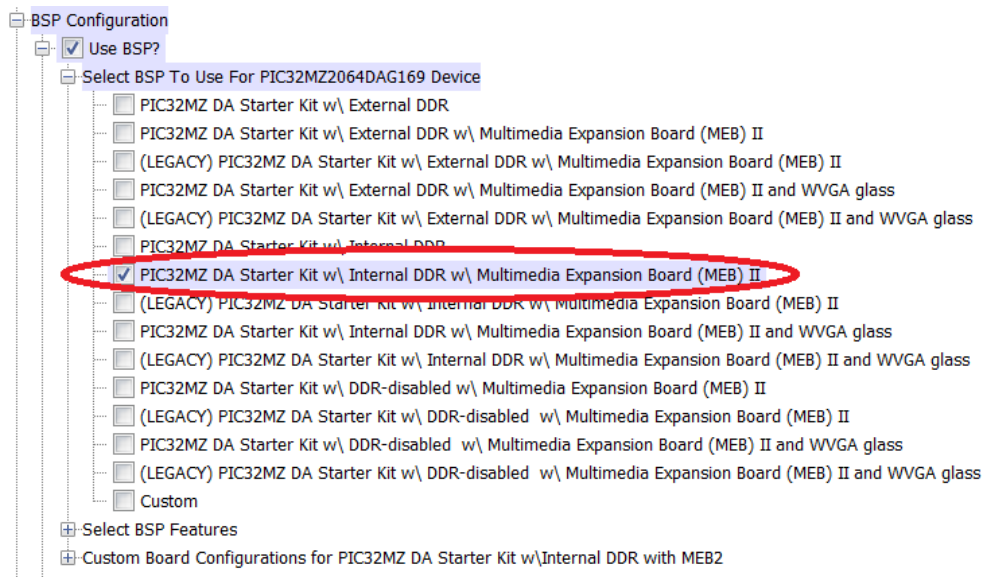 BSP Configuration
Use BSP?
Select BSP To Use For PIC32MZ2064DAG169 Device
PIC32MZ DA Starter Kit w\ External DDR
PIC32MZ DA Starter Kit w\ External DDR w\ Multimedia Expansion Board (MEB) II
(LEGACY) PIC32MZ DA Starter Kit w\ External DDR w\ Multimedia Expansion Board (MEB) II
PIC32MZ DA Starter Kit w\ External DDR w\ Multimedia Expansion Board (MEB) II and WVGA glass
(LEGACY) PIC32MZ DA Starter Kit w\ External DDR w\ Multimedia Expansion Board (MEB) II and WVGA glass
PIC32MZ DA Starter Kit w\ Internal DDR
PIC32MZ DA Starter Kit w\ Internal DDR w\ Multimedia Expansion Board (MEB) II
(LEGACY) PIC32MZ DA Starter Kit w\ Internal DDR w\ Multimedia Expansion Board (MEB) II
PIC32MZ DA Starter Kit w\ Internal DDR w\ Multimedia Expansion Board (MEB) II and WVGA glass
(LEGACY) PIC32MZ DA Starter Kit w\ Internal DDR w\ Multimedia Expansion Board (MEB) II and WVGA glass
PIC32MZ DA Starter Kit w\ DDR-disabled w\ Multimedia Expansion Board (MEB) II
(LEGACY) PIC32MZ DA Starter Kit w\ DDR-disabled  w\ Multimedia Expansion Board (MEB) II
PIC32MZ DA Starter Kit w\ DDR-disabled  w\ Multimedia Expansion Board (MEB) II and WVGA glass
(LEGACY) PIC32MZ DA Starter Kit w\ DDR-disabled  w\ Multimedia Expansion Board (MEB) II and WVGA glass
Custom
Select BSP Features
Custom Board Configurations for PIC32MZ DA Starter Kit w\Internal DDR with MEB2